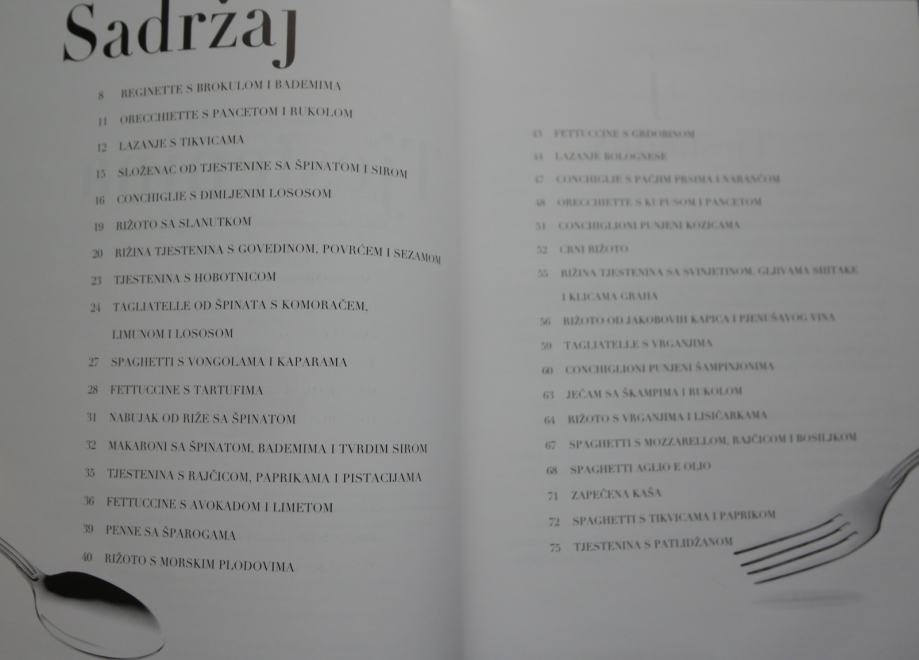 Sadržaj
8 REGINETTE S BROKULOM I BADEMIMA
11 ORECCHIETTE S PANCETOM I RUKOLOM
12 LAZANJE S TIKVICAMA
15 SLOŽENAC OD TJESTENINE SA ŠPINATOM I SIROM
16 CONCHIGLIE S DIMLJENIM LOSOSOM
19 RIŽOTO SA SLANUTKOM
20 RIŽINA TJESTENINA S GOVEDINOM, POVRĆEM I SEZAMOM
23 TJESTENINA S HOBOTNICOM
24 TAGLIATELLE OD ŠPINATA S KOMORAČEM,
LIMUNOM I LOSOSOM
27 SPAGHETTI S VONGOLAMA I KAPARAMA
28 FETTUCCINE S TARTUFIMA
31 NABUJAK OD RIŽE SA ŠPINATOM
32 MAKARONI SA ŠPINATOM, BADEMIMA I TVRDIM SIROM
35 TJESTENINA S RAJČICOM, PAPRIKAMA I PISTACIJAMA
36 FETTUCCINE S AVOKADOM I LIMETOM
39 PENNE SA ŠPAROGAMA
40 RIŽOTO S MORSKIM PLODOVIMA
43 FETTUCCINE S GRDOBINOM
44 LAZANJE BOLOGNESE
47 CONCHIGLIE S PAČJIM PRSIMA I NARANČOM
48 ORECCHIETTE S KUPUSOM I PANCETOM
51 CONCHIGLIONI PUNJENI KOZICAMA
52 CRNI RIŽOTO
55 RIŽINA TJESTENINA SA SVINJETINOM, GLJIVAMA SHITAKE
I KLICAMA GRAHA
56 RIŽOTO OD JAKOBOVIH KAPICA I PJENUŠAVOG VINA
59 TAGLIATELLE S VRGANJIMA
60 CONCHIGLIONI PUNJENI ŠAMPINJONIMA
63 JEČAM SA ŠKAMPIMA I RUKOLOM
64 RIŽOTO S VRGANJIMA I LISIČARKAMA
67 SPAGHETTI S MOZZARELLOM, RAJČICOM I BOSILJKOM
68 SPAGHETTI AGLIO E OLIO
71 ZAPEČENA KAŠA
72 SPAGHETTI S TIKVICAMA I PAPRIKOM
75 TJESTENINA S PATLIDŽANOM